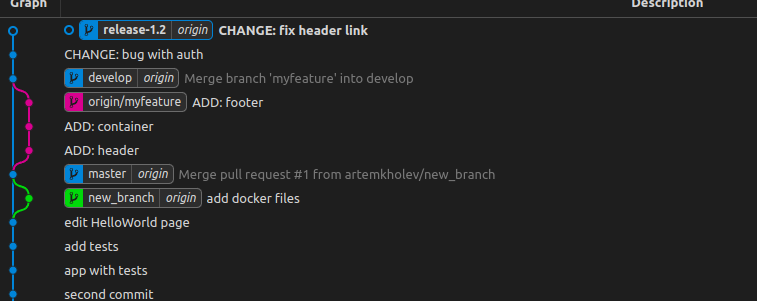 Graph Description
release-1.2 origin CHANGE: fix header link
CHANGE: bug with auth
develop origin Merge branch 'myfeature' into develop
origin/myfeature ADD: footer
ADD: container
ADD: header
master origin Merge pull request #1 from artemkholev/new_branch
new_branch origin add docker files
edit HelloWorld page
add tests
app with tests
second commit